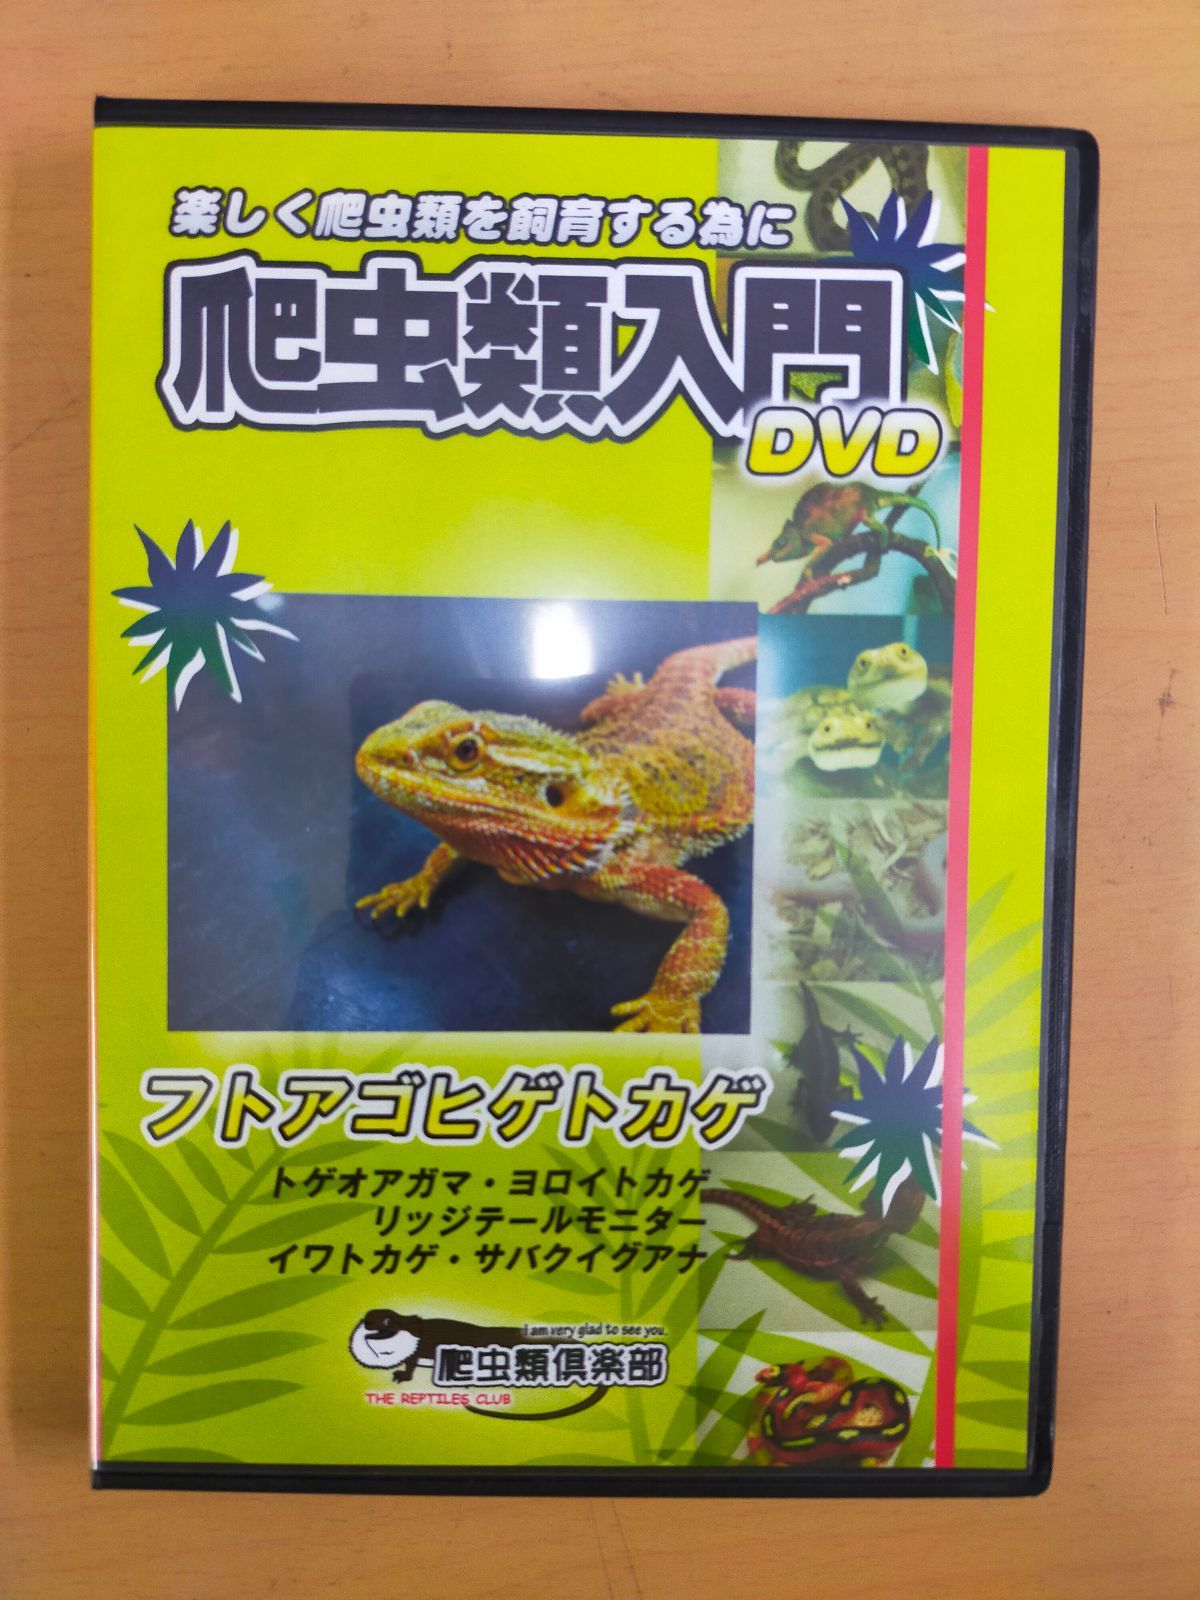 楽しく爬虫類を飼育する為に
爬虫類入門
DVD
フトアゴヒゲトカゲ
トゲオアガマ・ヨロイトカゲ
リッジテールモニター
イワトカゲ・サバクイグアナ
I am very glad to see you.
爬虫類倶楽部
THE REPTILES CLUB